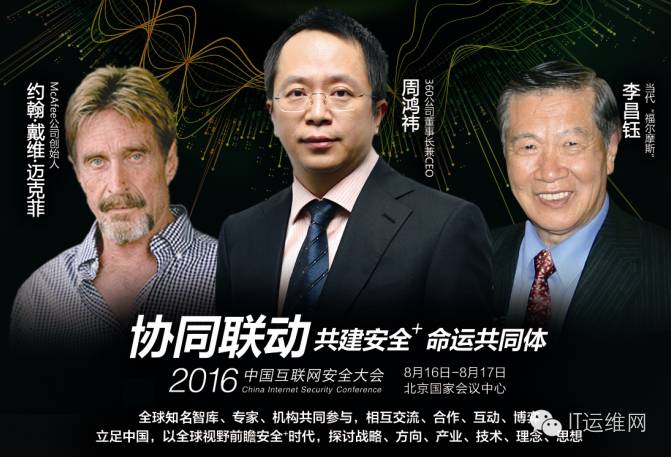 McAfee公司创始人
约翰·戴维·迈克菲
360公司董事长兼CEO
周鸿祎
当代“福尔摩斯”
李昌钰
协同联动 共建安全+ 命运共同体
2016 中国互联网安全大会 8月16日-8月17日
China Internet Security Conference 北京国家会议中心
全球知名智库、专家、机构共同参与，相互交流、合作、互动、博弈
立足中国，以全球视野前瞻安全+时代，探讨战略、方向、产业、技术、理念、思想
IT运维网